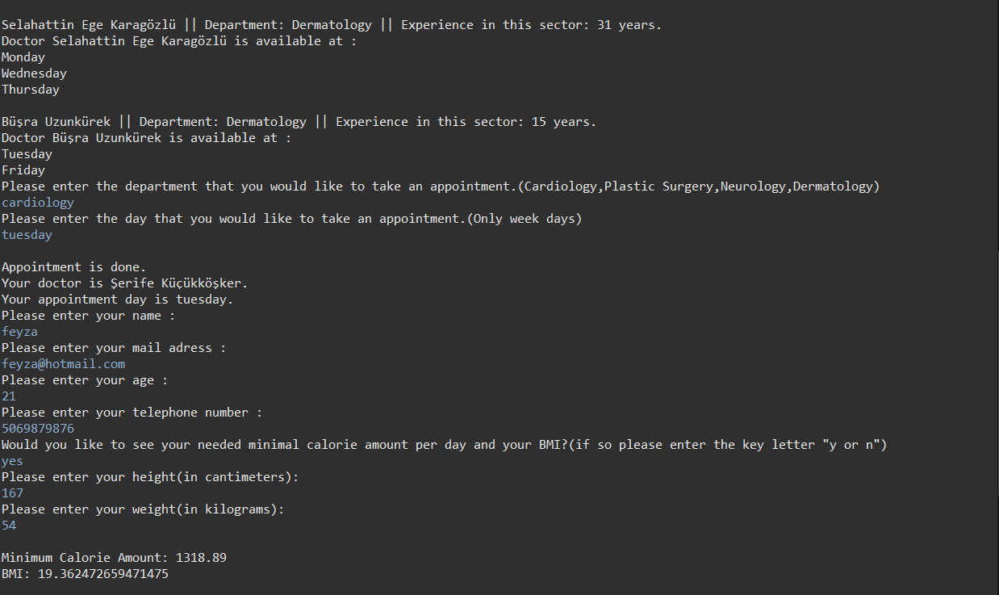 Selahattin Ege Karagözlü || Department: Dermatology || Experience in this sector: 31 years.
Doctor Selahattin Ege Karagözlü is available at :
Monday
Wednesday
Thursday
Büşra Uzunkürek || Department: Dermatology || Experience in this sector: 15 years.
Doctor Büşra Uzunkürek is available at :
Tuesday
Friday
Please enter the department that you would like to take an appointment.(Cardiology,Plastic Surgery,Neurology,Dermatology)
cardiology
Please enter the day that you would like to take an appointment.(Only week days)
tuesday
Appointment is done.
Your doctor is Şerife Küçükköşker.
Your appointment day is tuesday.
Please enter your name :
feyza
Please enter your mail adress :
feyza@hotmail.com
Please enter your age :
21
Please enter your telephone number :
5069879876
Would you like to see your needed minimal calorie amount per day and your BMI?(if so please enter the key letter "y or n")
yes
Please enter your height(in cantimeters):
167
Please enter your weight(in kilograms):
54
Minimum Calorie Amount: 1318.89
BMI: 19.362472659471475